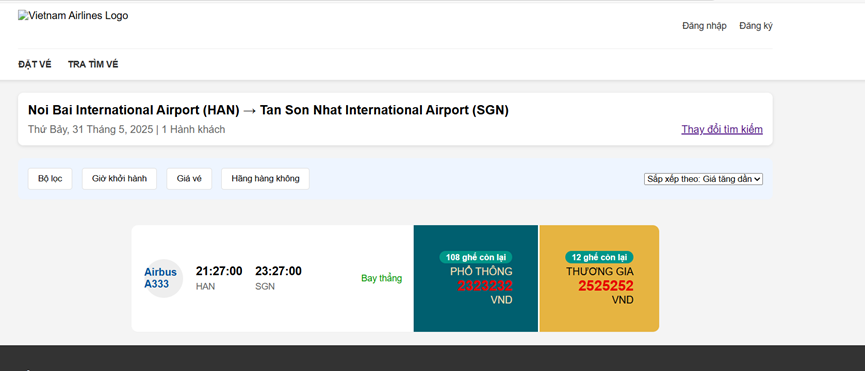 Vietnam Airlines Logo
Đăng nhập Đăng ký
ĐẶT VÉ TRA TÌM VÉ
Noi Bai International Airport (HAN) → Tan Son Nhat International Airport (SGN)
Thứ Bảy, 31 Tháng 5, 2025 | 1 Hành khách
Thay đổi tìm kiếm
Bộ lọc Giờ khởi hành Giá vé Hãng hàng không
Sắp xếp theo: Giá tăng dần
Airbus
A333
21:27:00 23:27:00
HAN SGN
Bay thẳng
108 ghế còn lại
PHỔ THÔNG
2323232
VND
12 ghế còn lại
THƯƠNG GIA
2525252
VND